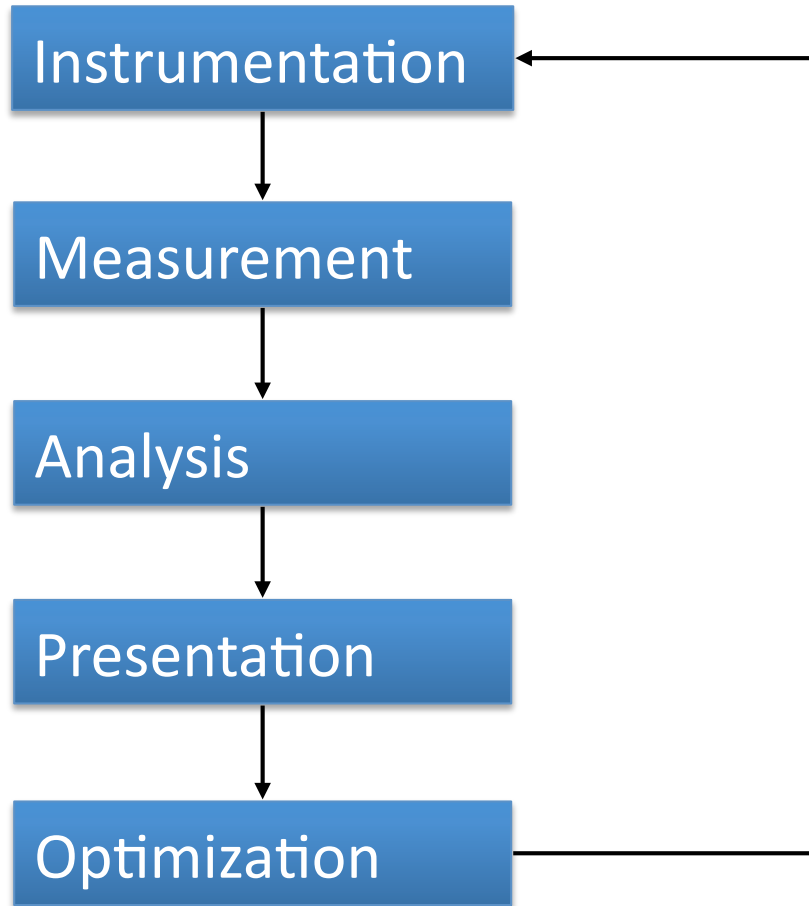 Instrumentation
Measurement
Analysis
Presentation
Optimization